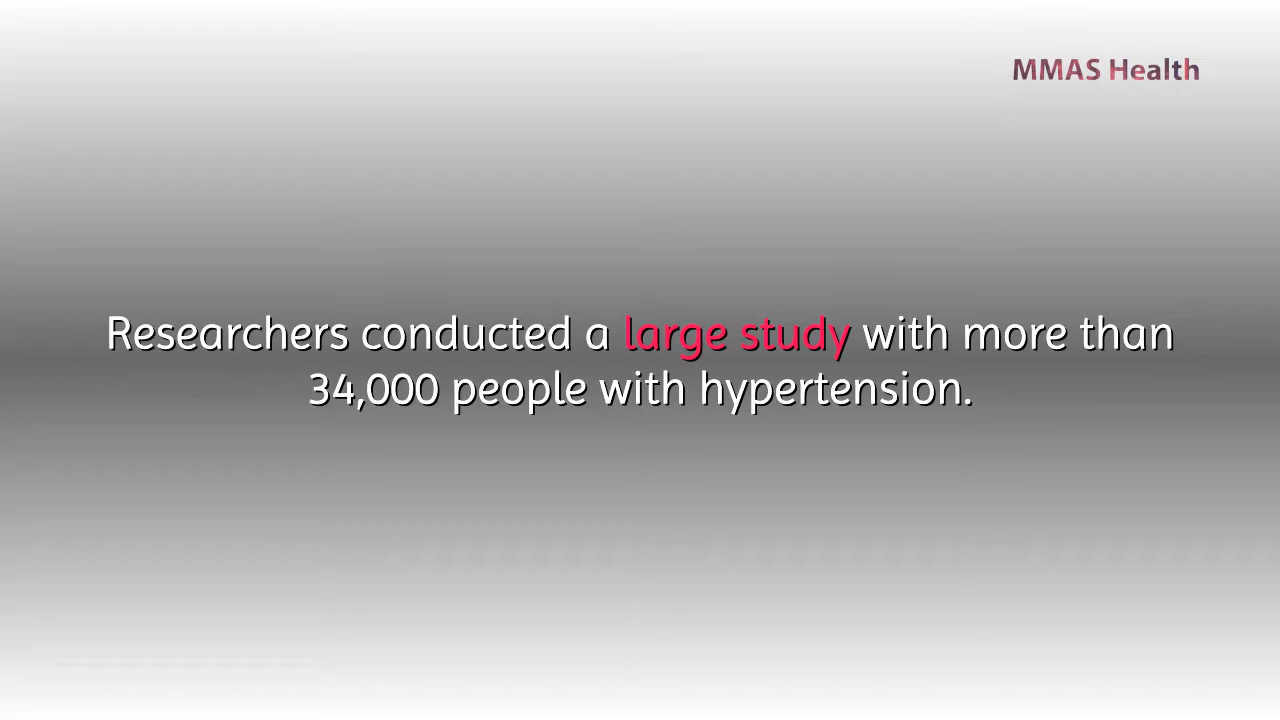 MMAS Health
Researchers conducted a large study with more than
34,000 people with hypertension.